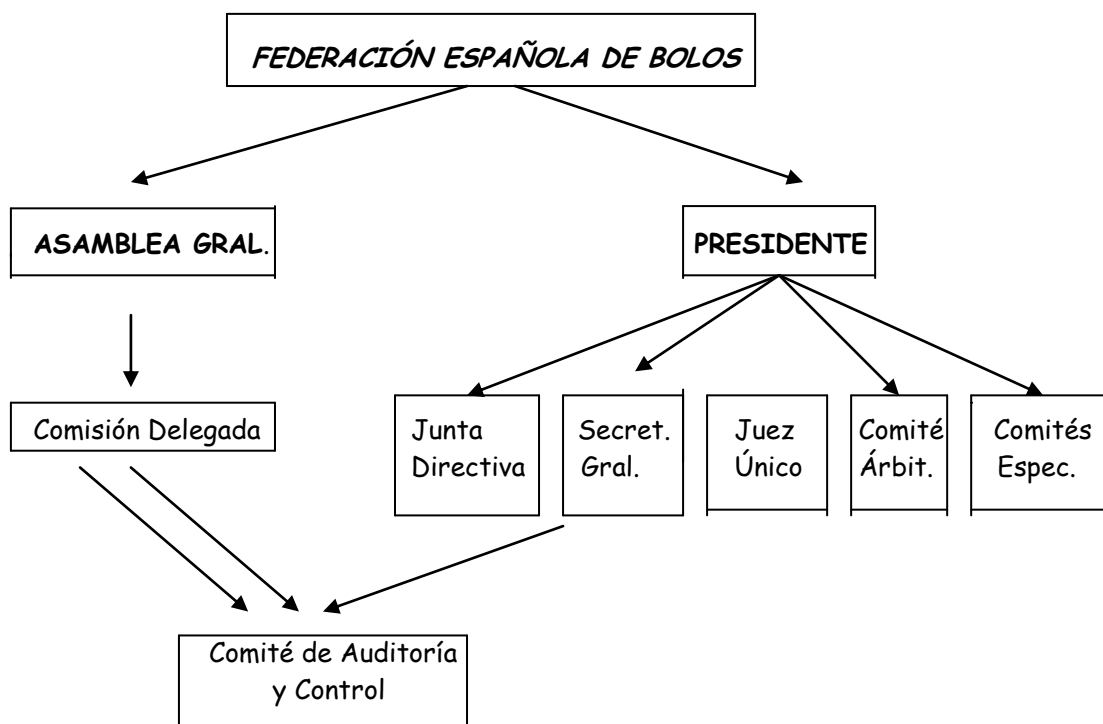 FEDERACIÓN ESPAÑOLA DE BOLOS
ASAMBLEA GRAL.
PRESIDENTE
Comisión Delegada
Junta
Directiva
Secret.
Gral.
Juez
Único
Comité
Árbit.
Comités
Espec.
Comité de Auditoría
y Control